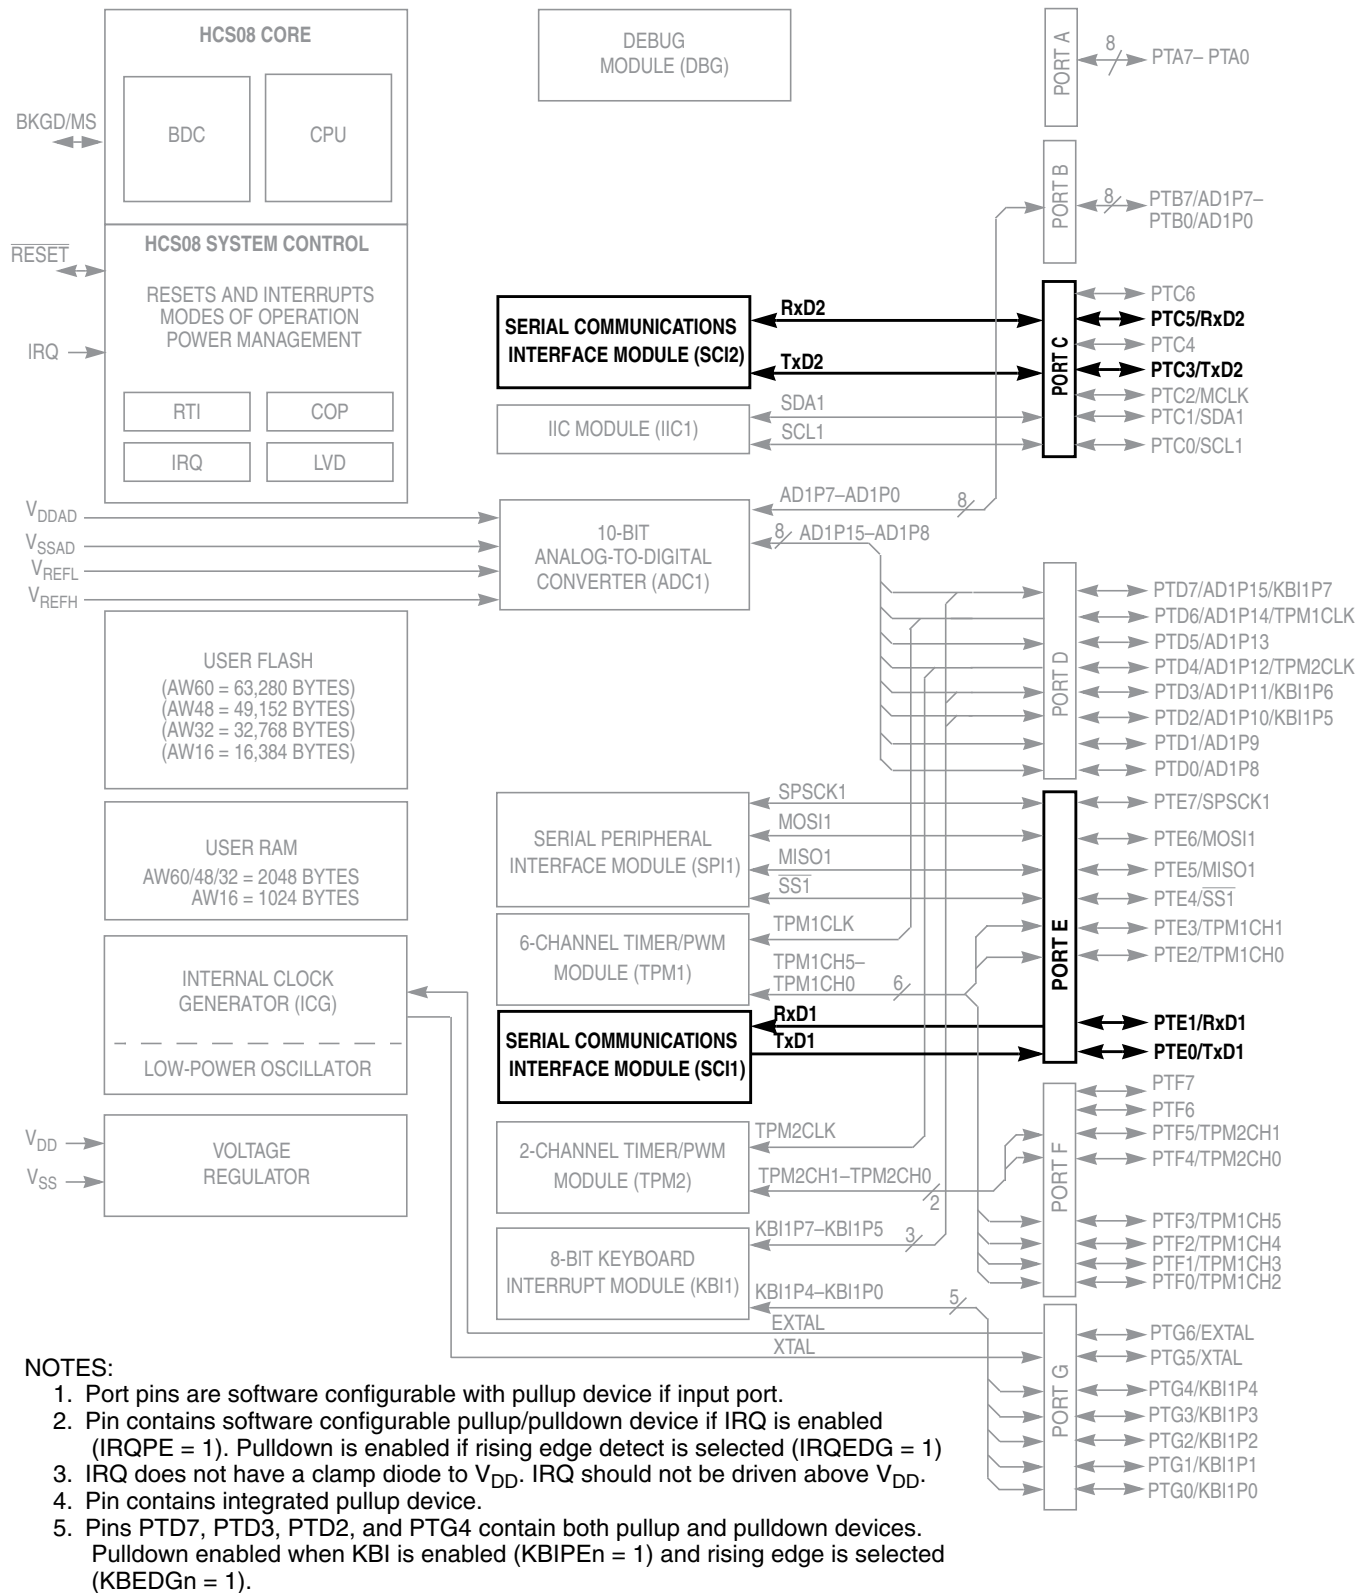 HCS08 CORE
BDC
CPU
BKGD/MS
HCS08 SYSTEM CONTROL
RESET
RESETS AND INTERRUPTS
MODES OF OPERATION
POWER MANAGEMENT
IRQ
RTI
COP
IRQ
LVD
VDDAD
VSSAD
VREFL
VREFH
USER FLASH
(AW60 = 63,280 BYTES)
(AW48 = 49,152 BYTES)
(AW32 = 32,768 BYTES)
(AW16 = 16,384 BYTES)
USER RAM
AW60/48/32 = 2048 BYTES
AW16 = 1024 BYTES
INTERNAL CLOCK
GENERATOR (ICG)
LOW-POWER OSCILLATOR
VDD
VSS
VOLTAGE
REGULATOR
DEBUG
MODULE (DBG)
SERIAL COMMUNICATIONS
INTERFACE MODULE (SCI2)
RxD2
TxD2
IIC MODULE (IIC1)
SDA1
SCL1
10-BIT
ANALOG-TO-DIGITAL
CONVERTER (ADC1)
AD1P7–AD1P0
8
8
AD1P15–AD1P8
SERIAL PERIPHERAL
INTERFACE MODULE (SPI1)
SPSCK1
MOSI1
MISO1
SS1
6-CHANNEL TIMER/PWM
MODULE (TPM1)
TPM1CLK
TPM1CH5–
TPM1CH0
6
SERIAL COMMUNICATIONS
INTERFACE MODULE (SCI1)
RxD1
TxD1
2-CHANNEL TIMER/PWM
MODULE (TPM2)
TPM2CLK
TPM2CH1–TPM2CH0
2
8-BIT KEYBOARD
INTERRUPT MODULE (KBI1)
KBI1P7–KBI1P5
3
KBI1P4–KBI1P0
5
EXTAL
XTAL
PORT A
8
PTA7– PTA0
PORT B
8
PTB7/AD1P7–
PTB0/AD1P0
PORT C
PTC6
PTC5/RxD2
PTC4
PTC3/TxD2
PTC2/MCLK
PTC1/SDA1
PTC0/SCL1
PORT D
PTD7/AD1P15/KBI1P7
PTD6/AD1P14/TPM1CLK
PTD5/AD1P13
PTD4/AD1P12/TPM2CLK
PTD3/AD1P11/KBI1P6
PTD2/AD1P10/KBI1P5
PTD1/AD1P9
PTD0/AD1P8
PORT E
PTE7/SPSCK1
PTE6/MOSI1
PTE5/MISO1
PTE4/SS1
PTE3/TPM1CH1
PTE2/TPM1CH0
PTE1/RxD1
PTE0/TxD1
PORT F
PTF7
PTF6
PTF5/TPM2CH1
PTF4/TPM2CH0
PTF3/TPM1CH5
PTF2/TPM1CH4
PTF1/TPM1CH3
PTF0/TPM1CH2
PORT G
PTG6/EXTAL
PTG5/XTAL
PTG4/KBI1P4
PTG3/KBI1P3
PTG2/KBI1P2
PTG1/KBI1P1
PTG0/KBI1P0
NOTES:
1. Port pins are software configurable with pullup device if input port.
2. Pin contains software configurable pullup/pulldown device if IRQ is enabled
(IRQPE = 1). Pulldown is enabled if rising edge detect is selected (IRQEDG = 1)
3. IRQ does not have a clamp diode to VDD. IRQ should not be driven above VDD.
4. Pin contains integrated pullup device.
5. Pins PTD7, PTD3, PTD2, and PTG4 contain both pullup and pulldown devices.
Pulldown enabled when KBI is enabled (KBIPEn = 1) and rising edge is selected
(KBEDGn = 1).